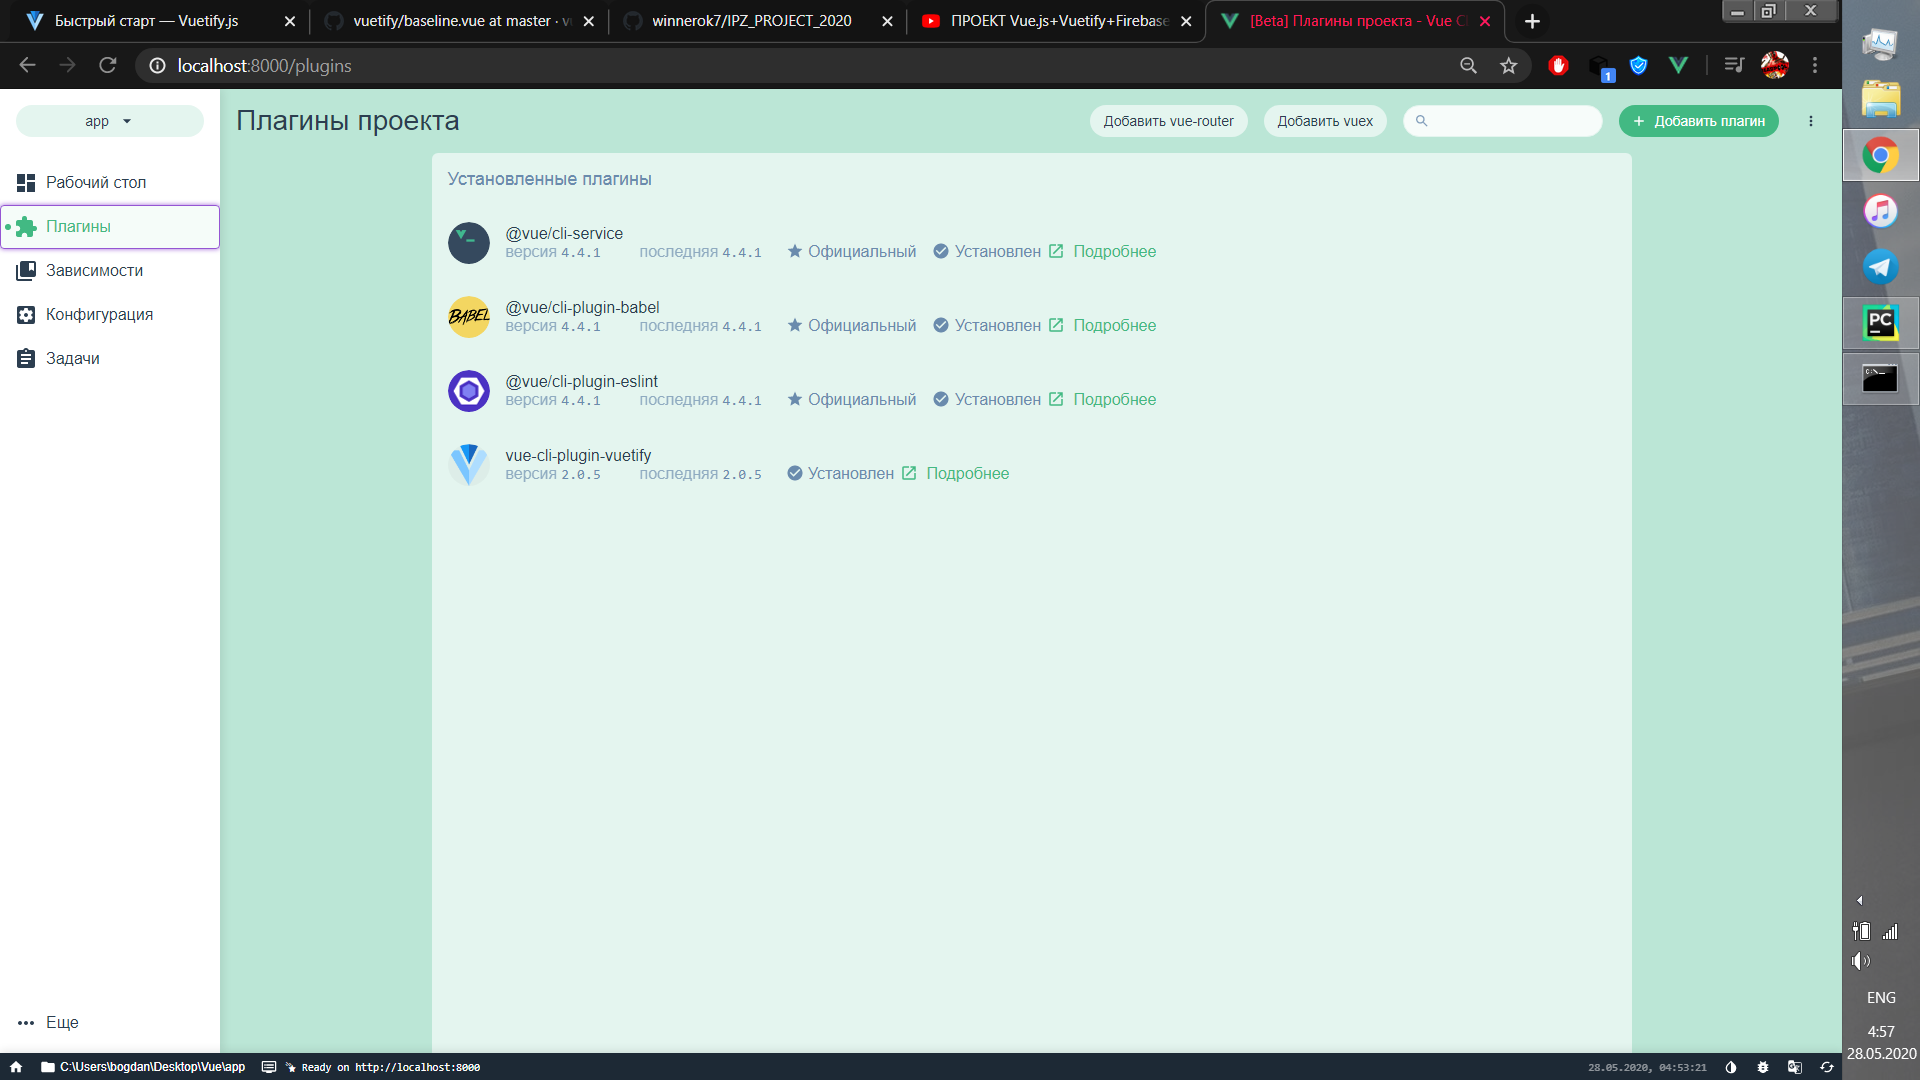 Быстрый старт — Vuetify.js
vuetify/baseline.vue at master · v
winnerok7/IPZ_PROJECT_2020
ПРОЕКТ Vue.js+Vuetify+Firebase
[Beta] Плагины проекта - Vue C
localhost:8000/plugins
1
app
Плагины проекта
Добавить vue-router
Добавить vuex
Добавить плагин
Рабочий стол
Плагины
Зависимости
Конфигурация
Задачи
Еще
Установленные плагины
@vue/cli-service
версия 4.4.1 последняя 4.4.1 Официальный Установлен Подробнее
BABEL
@vue/cli-plugin-babel
версия 4.4.1 последняя 4.4.1 Официальный Установлен Подробнее
@vue/cli-plugin-eslint
версия 4.4.1 последняя 4.4.1 Официальный Установлен Подробнее
vue-cli-plugin-vuetify
версия 2.0.5 последняя 2.0.5 Установлен Подробнее
C:\Users\bogdan\Desktop\Vue\app
Ready on http://localhost:8000
28.05.2020, 04:53:21
PC
C:\_
ENG
4:57
28.05.2020